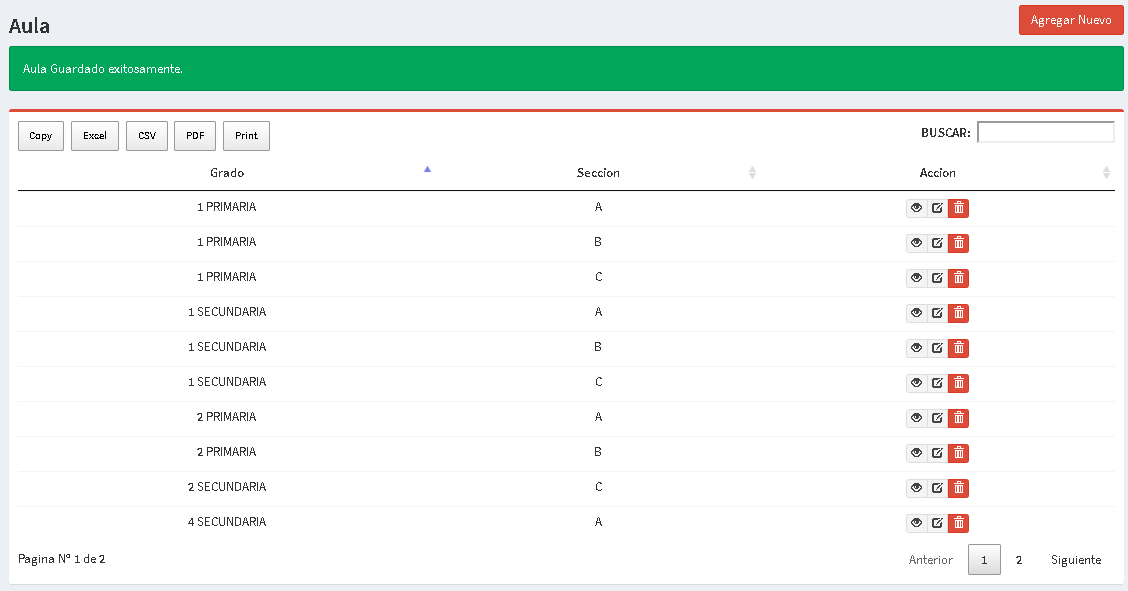 Aula
Agregar Nuevo
Aula Guardado exitosamente.
Copy Excel CSV PDF Print
BUSCAR:
Grado Seccion Accion
1 PRIMARIA A
1 PRIMARIA B
1 PRIMARIA C
1 SECUNDARIA A
1 SECUNDARIA B
1 SECUNDARIA C
2 PRIMARIA A
2 PRIMARIA B
2 SECUNDARIA C
4 SECUNDARIA A
Pagina Nº 1 de 2
Anterior 1 2 Siguiente